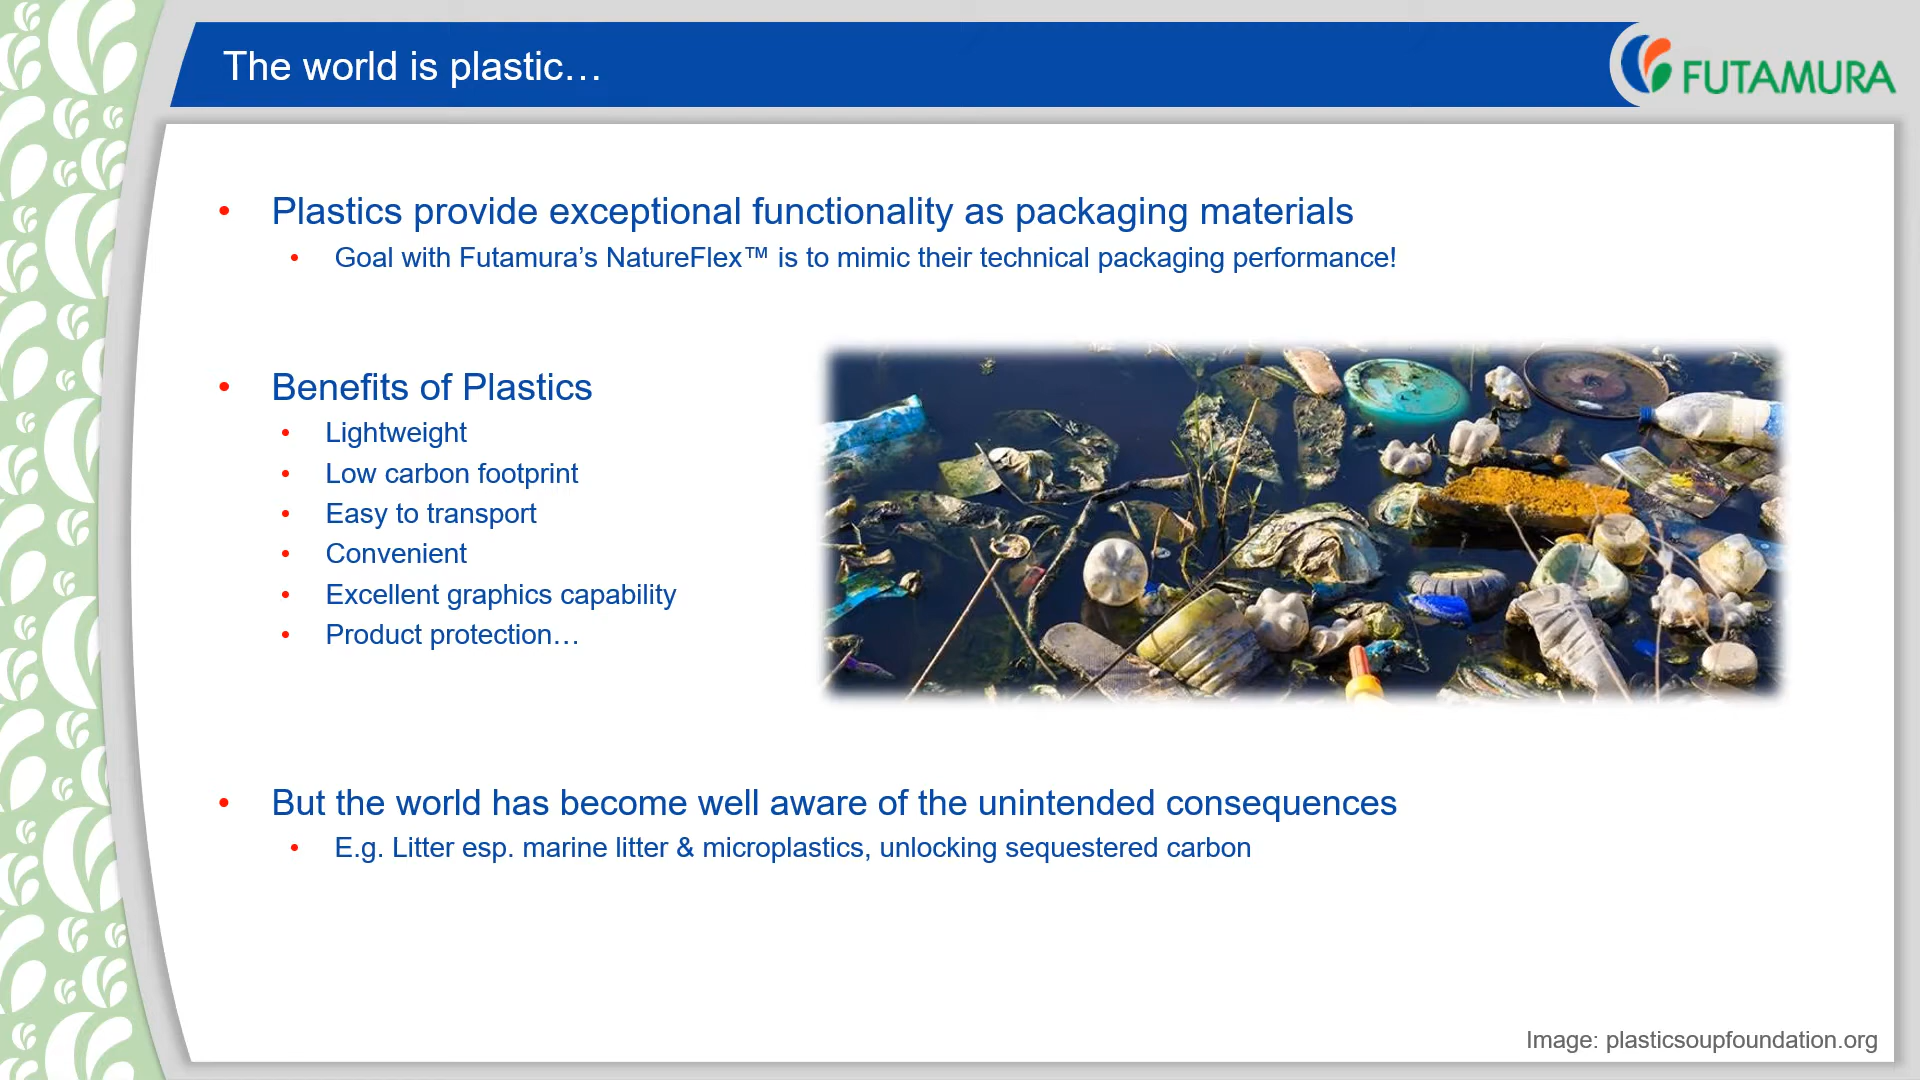 The world is plastic…
FUTAMURA
• Plastics provide exceptional functionality as packaging materials
• Goal with Futamura’s NatureFlex™ is to mimic their technical packaging performance!
• Benefits of Plastics
• Lightweight
• Low carbon footprint
• Easy to transport
• Convenient
• Excellent graphics capability
• Product protection…
• But the world has become well aware of the unintended consequences
• E.g. Litter esp. marine litter & microplastics, unlocking sequestered carbon
Image: plasticsoupfoundation.org